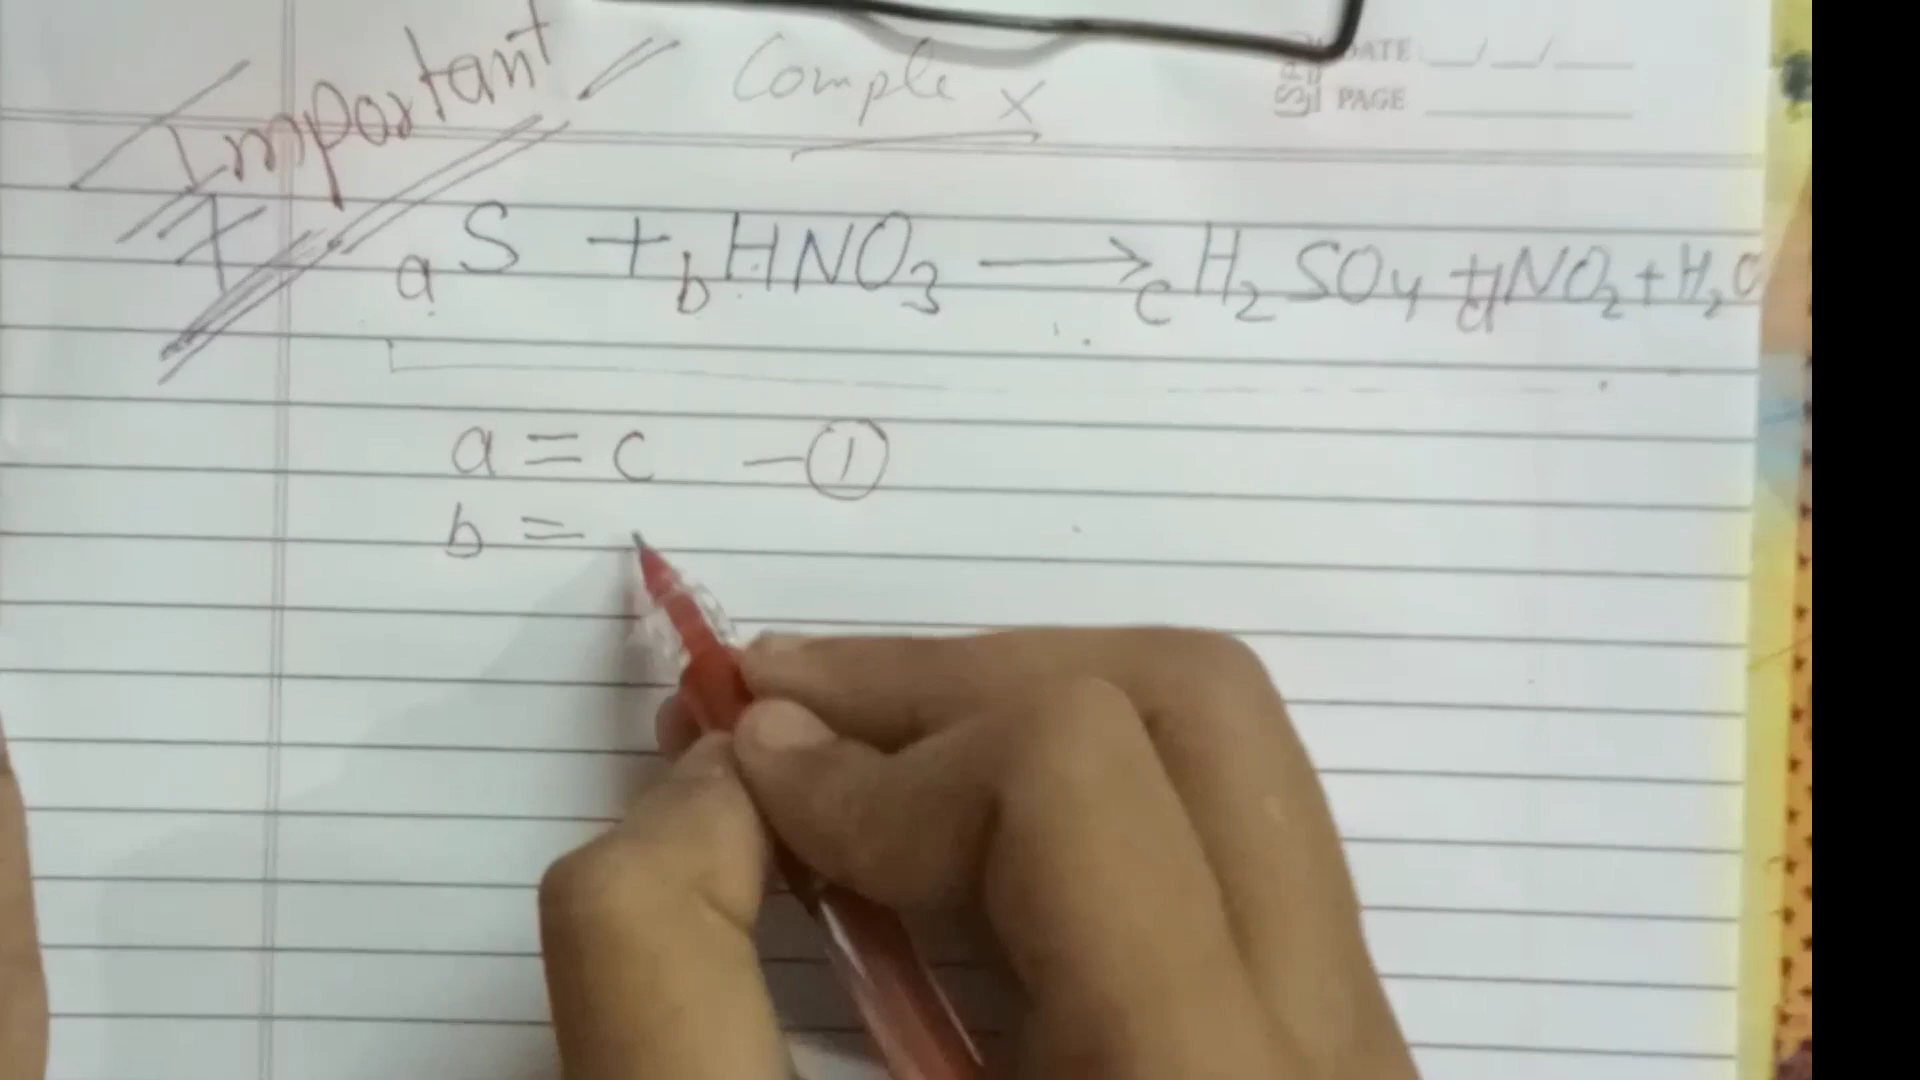 Important
Complex
DATE
PAGE
aS + bHNO₃ → cH₂SO₄ + dNO₂ + H₂O
a = c — ①
b =